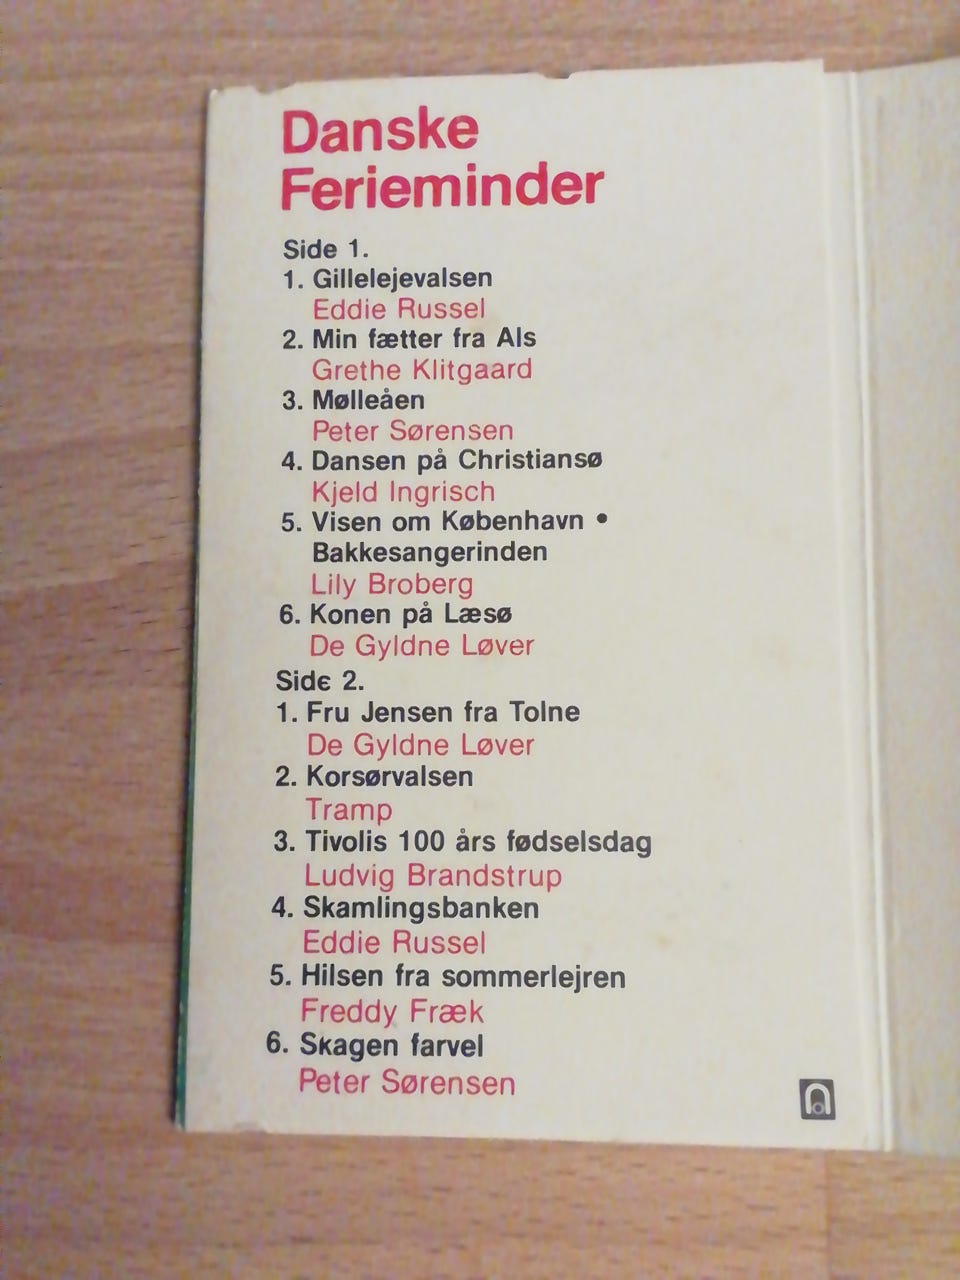 Danske
Ferieminder
Side 1.
1. Gillelejevalsen
Eddie Russel
2. Min fætter fra Als
Grethe Klitgaard
3. Mølleåen
Peter Sørensen
4. Dansen på Christiansø
Kjeld Ingrisch
5. Visen om København •
Bakkesangerinden
Lily Broberg
6. Konen på Læsø
De Gyldne Løver
Side 2.
1. Fru Jensen fra Tolne
De Gyldne Løver
2. Korsørvalsen
Tramp
3. Tivolis 100 års fødselsdag
Ludvig Brandstrup
4. Skamlingsbanken
Eddie Russel
5. Hilsen fra sommerlejren
Freddy Fræk
6. Skagen farvel
Peter Sørensen